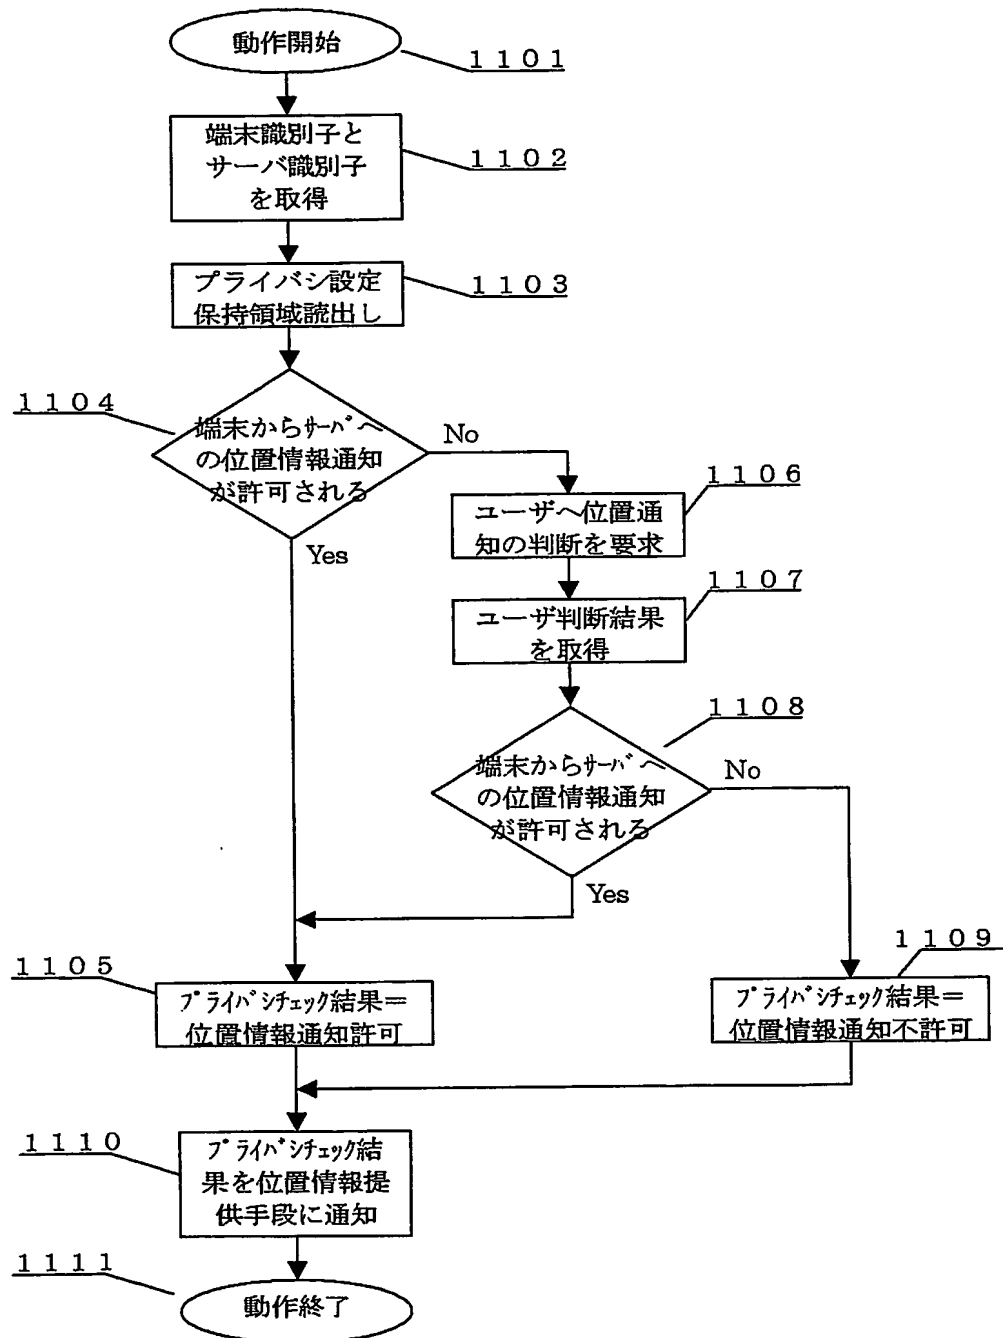 動作開始
1101
端末識別子と
サーバ識別子
を取得
1102
プライバシ設定
保持領域読出し
1103
1104
端末からｻｰﾊﾞへ
の位置情報通知
が許可される
No
Yes
1106
ユーザへ位置通
知の判断を要求
1107
ユーザ判断結果
を取得
1108
端末からｻｰﾊﾞへ
の位置情報通知
が許可される
No
Yes
1105
ﾌﾟﾗｲﾊﾞｼﾁｪｯｸ結果＝
位置情報通知許可
1109
ﾌﾟﾗｲﾊﾞｼﾁｪｯｸ結果＝
位置情報通知不許可
1110
ﾌﾟﾗｲﾊﾞｼﾁｪｯｸ結
果を位置情報提
供手段に通知
1111
動作終了